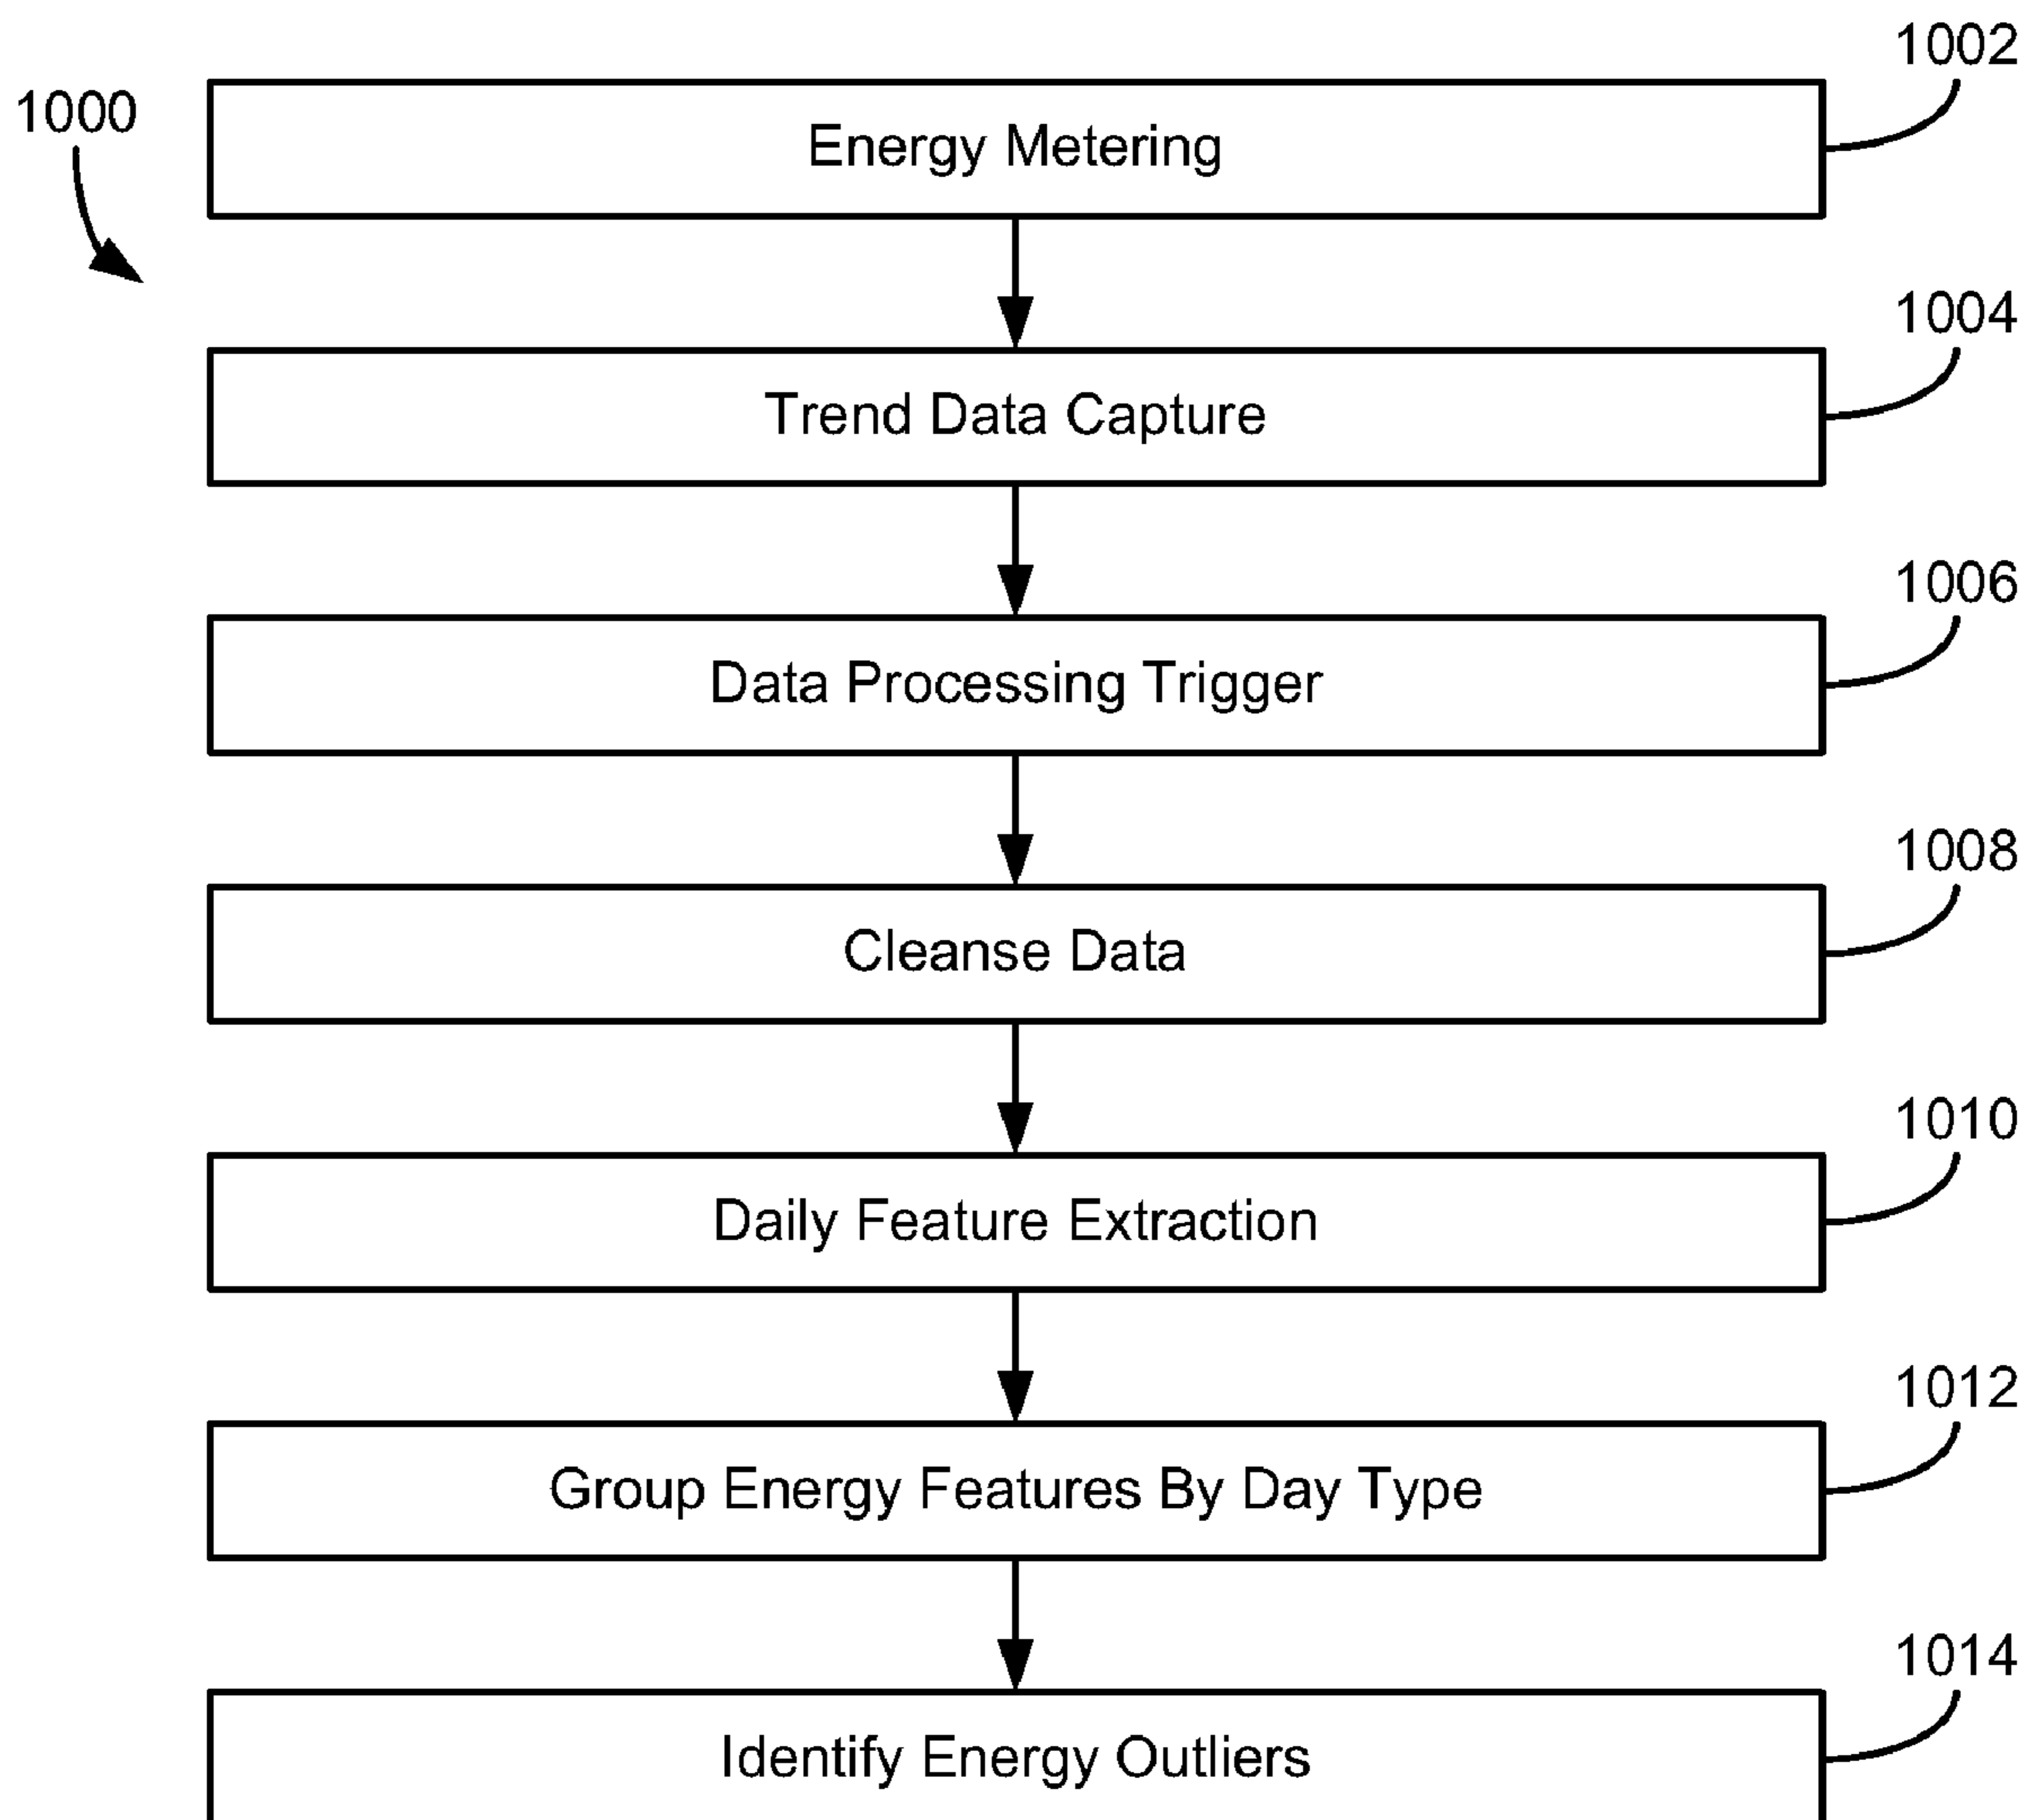 1000
1002
Energy Metering
1004
Trend Data Capture
1006
Data Processing Trigger
1008
Cleanse Data
1010
Daily Feature Extraction
1012
Group Energy Features By Day Type
1014
Identify Energy Outliers